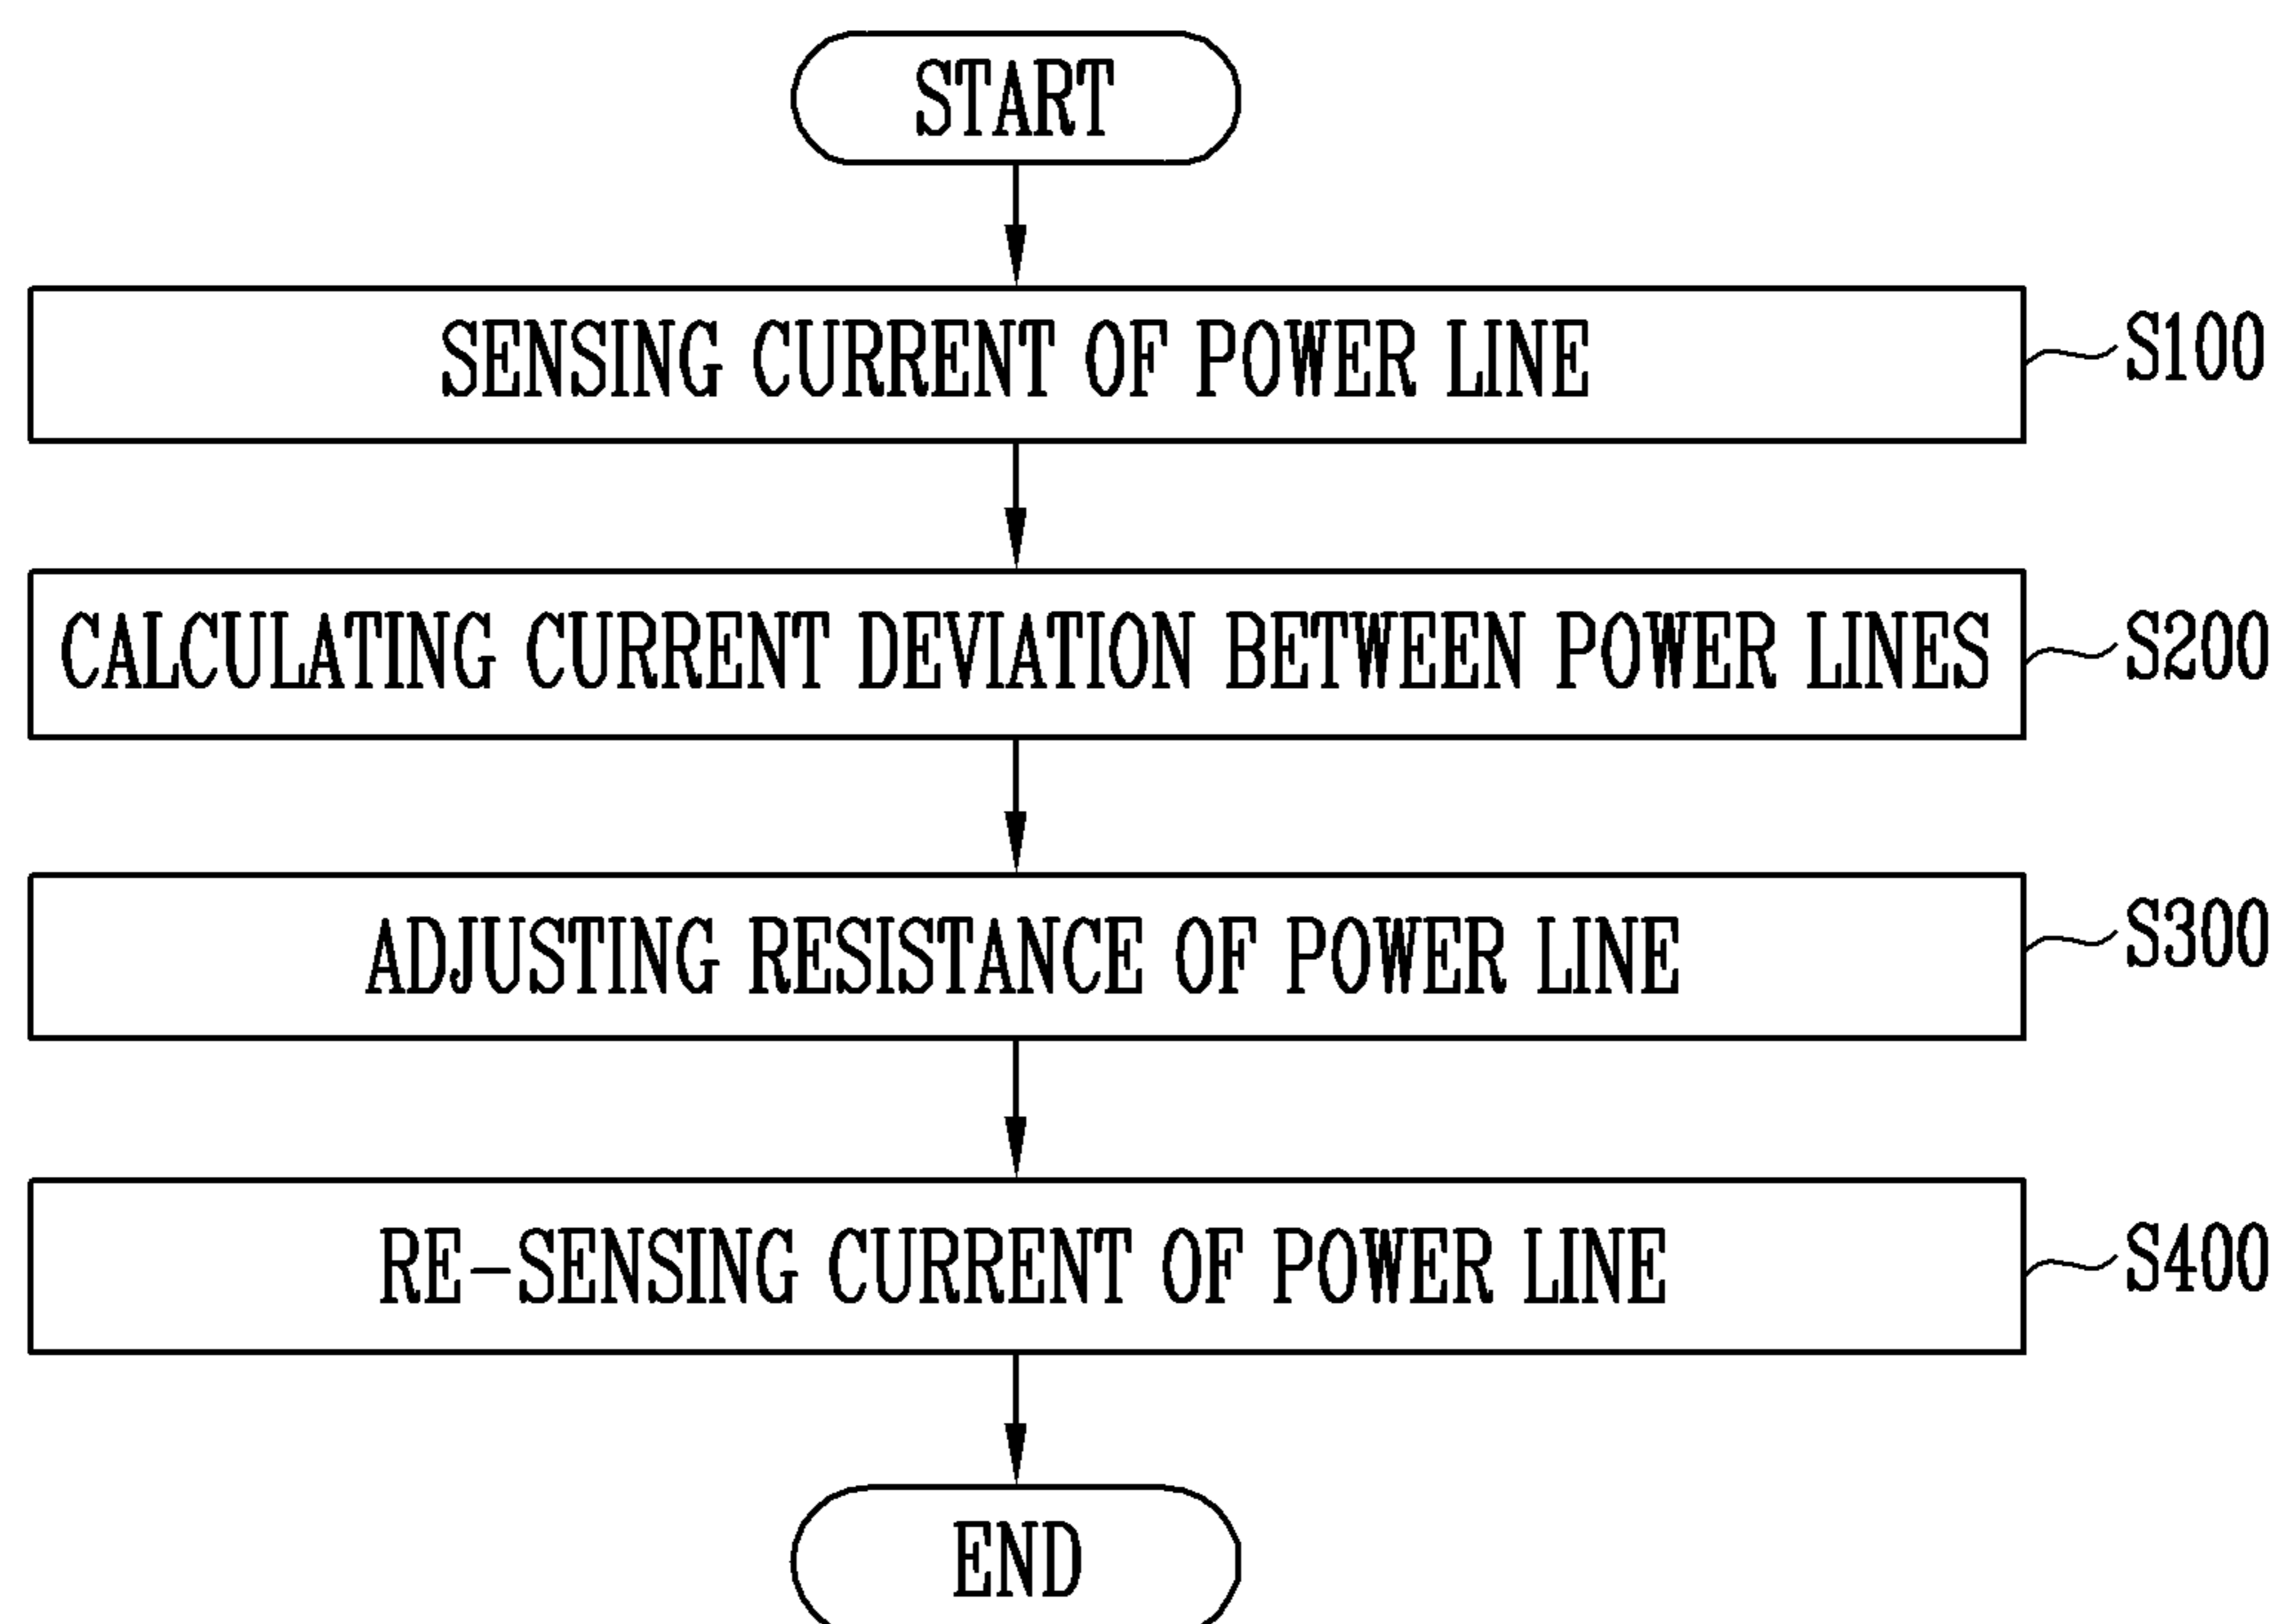 START
SENSING CURRENT OF POWER LINE S100
CALCULATING CURRENT DEVIATION BETWEEN POWER LINES S200
ADJUSTING RESISTANCE OF POWER LINE S300
RE-SENSING CURRENT OF POWER LINE S400
END